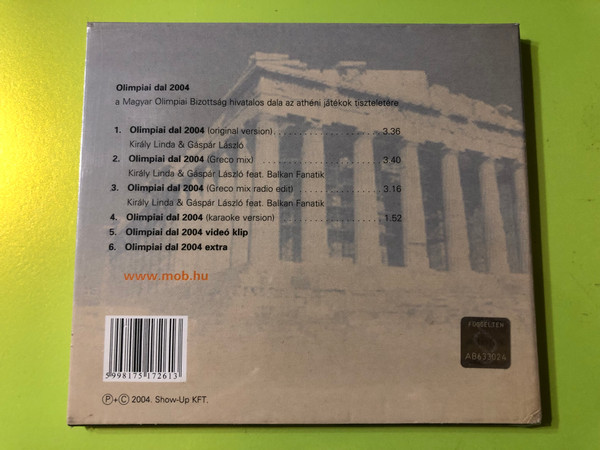 Olimpiai dal 2004
a Magyar Olimpiai Bizottság hivatalos dala az athéni játékok tiszteletére
1. Olimpiai dal 2004 (original version) 3.36
Király Linda & Gáspár László
2. Olimpiai dal 2004 (Greco mix) 3.40
Király Linda & Gáspár László feat. Balkan Fanatik
3. Olimpiai dal 2004 (Greco mix radio edit) 3.16
Király Linda & Gáspár László feat. Balkan Fanatik
4. Olimpiai dal 2004 (karaoke version) 1.52
5. Olimpiai dal 2004 videó klip
6. Olimpiai dal 2004 extra
www.mob.hu
5998175172613
AB633024
P+C 2004. Show-Up KFT.